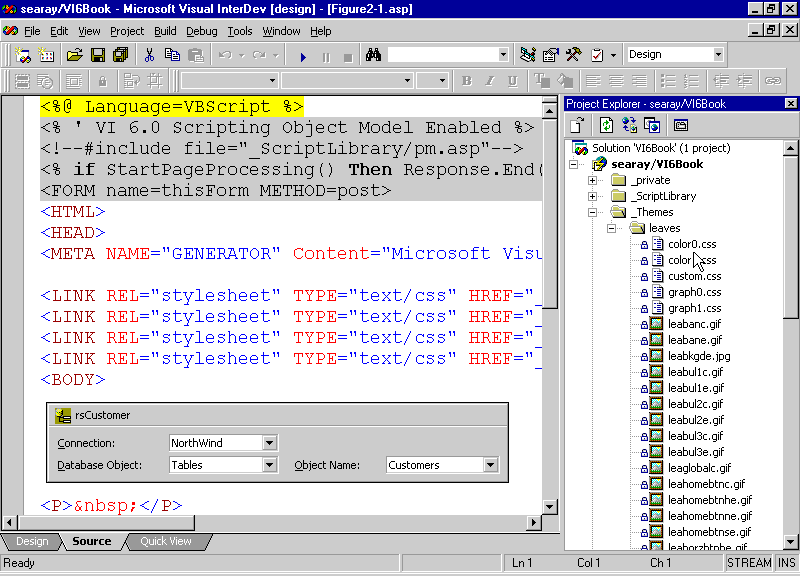 searay/VI6Book - Microsoft Visual InterDev [design] - [Figure2-1.asp]
File Edit View Project Build Debug Tools Window Help
Design
B I U
<%@ Language=VBScript %>
<% ' VI 6.0 Scripting Object Model Enabled %>
<!--#include file="_ScriptLibrary/pm.asp"-->
<% if StartPageProcessing() Then Response.End(
<FORM name=thisForm METHOD=post>
<HTML>
<HEAD>
<META NAME="GENERATOR" Content="Microsoft Visu
<LINK REL="stylesheet" TYPE="text/css" HREF="_
<LINK REL="stylesheet" TYPE="text/css" HREF="_
<LINK REL="stylesheet" TYPE="text/css" HREF="_
<LINK REL="stylesheet" TYPE="text/css" HREF="_
<BODY>
rsCustomer
Connection: NorthWind
Database Object: Tables Object Name: Customers
<P>&nbsp;</P>
Design Source Quick View
Project Explorer - searay/VI6Book
Solution 'VI6Book' (1 project)
searay/VI6Book
_private
_ScriptLibrary
_Themes
leaves
color0.css
color .css
custom.css
graph0.css
graph1.css
leabanc.gif
leabane.gif
leabkgde.jpg
leabul1c.gif
leabul1e.gif
leabul2c.gif
leabul2e.gif
leabul3c.gif
leabul3e.gif
leaglobalc.gif
leahomebtnc.gif
leahomebtnhe.gif
leahomebtnne.gif
leahomebtnse.gif
Ready Ln 1 Col 1 Ch 1 STREAM INS